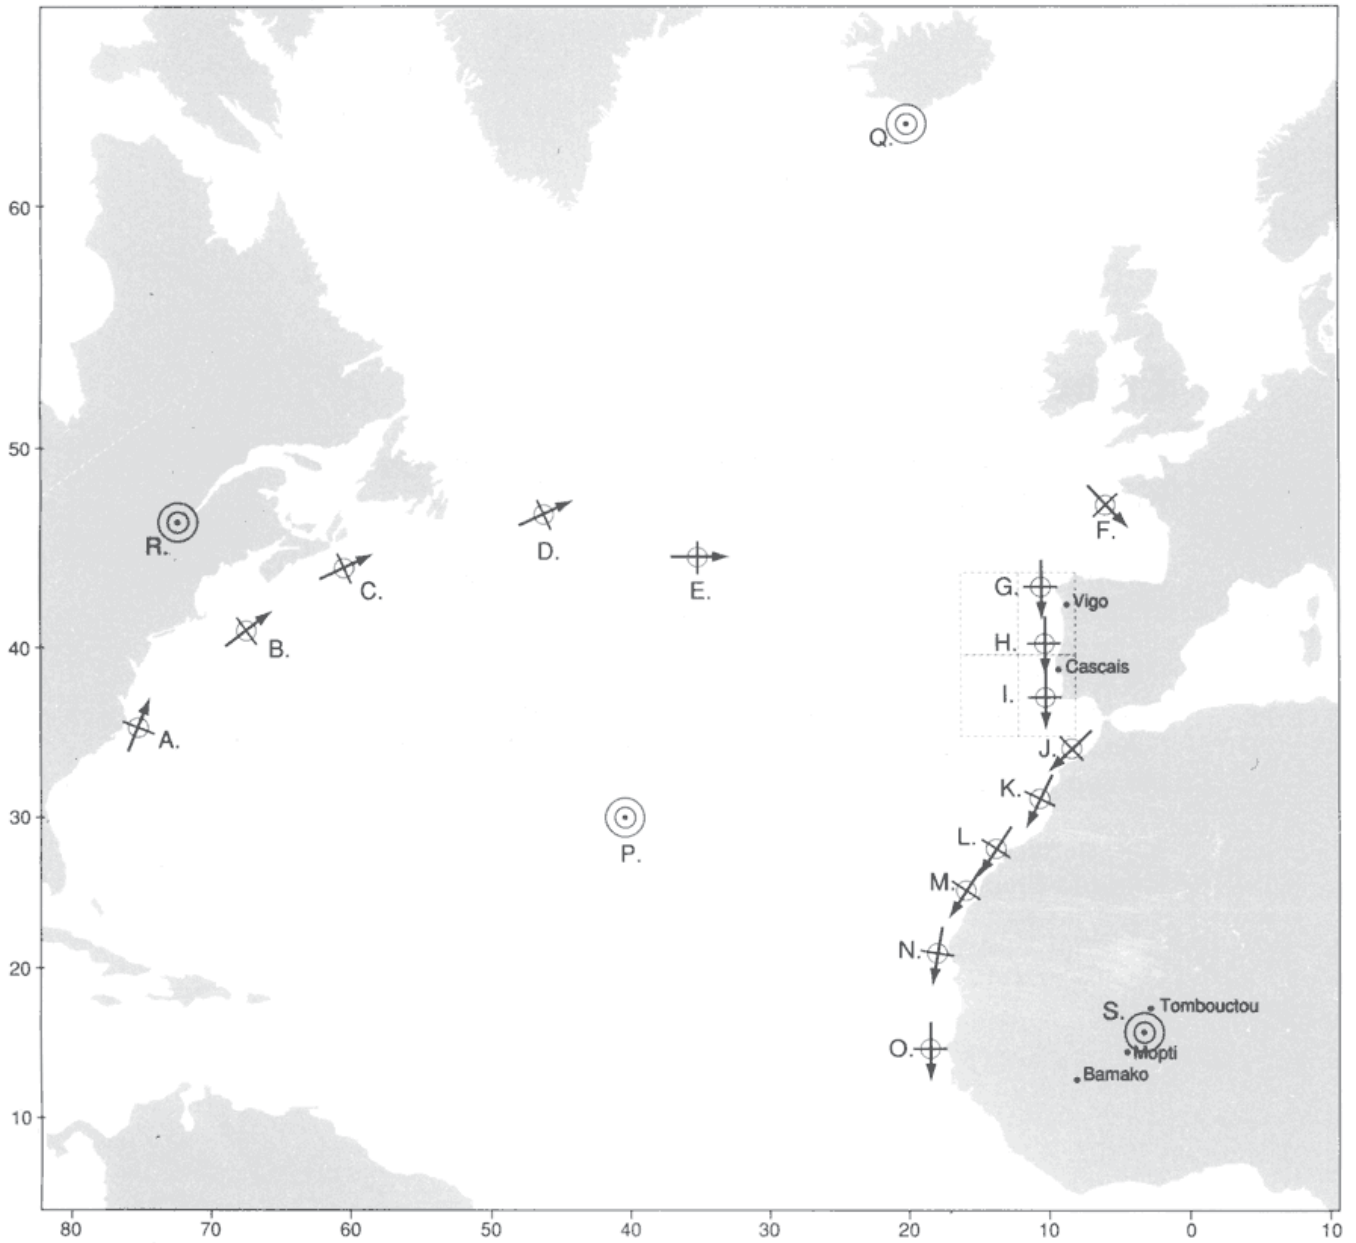 Q.
60
50
R.
D.
F.
C.
E.
G.
Vigo
B.
H.
40
Cascais
I.
A.
J.
K.
30
P.
L.
M.
N.
20
S.
Tombouctou
O.
Mopti
Bamako
10
80 70 60 50 40 30 20 10 0 10